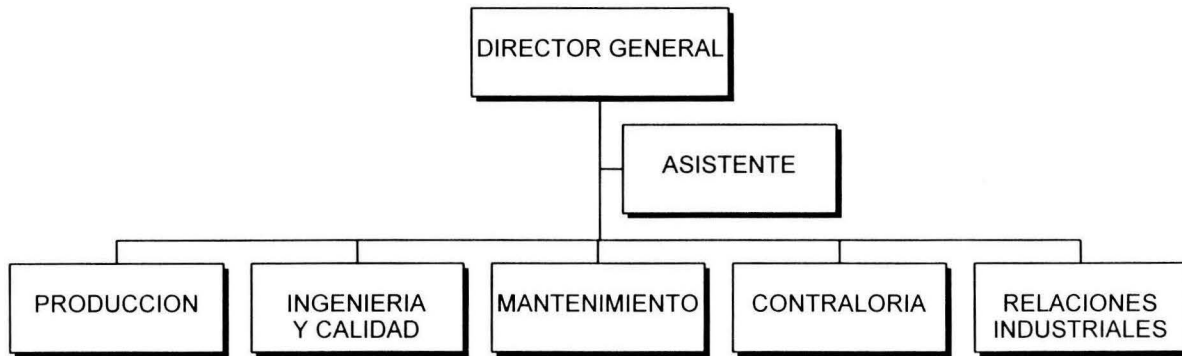 DIRECTOR GENERAL
ASISTENTE
PRODUCCION
INGENIERIA
Y CALIDAD
MANTENIMIENTO
CONTRALORIA
RELACIONES
INDUSTRIALES